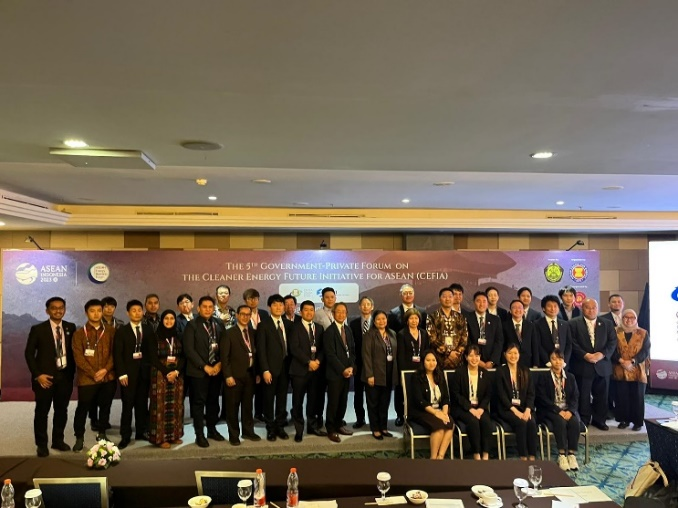 ASEAN
INDONESIA
2023
THE 5TH GOVERNMENT-PRIVATE FORUM ON
THE CLEANER ENERGY FUTURE INITIATIVE FOR ASEAN (CEFIA)